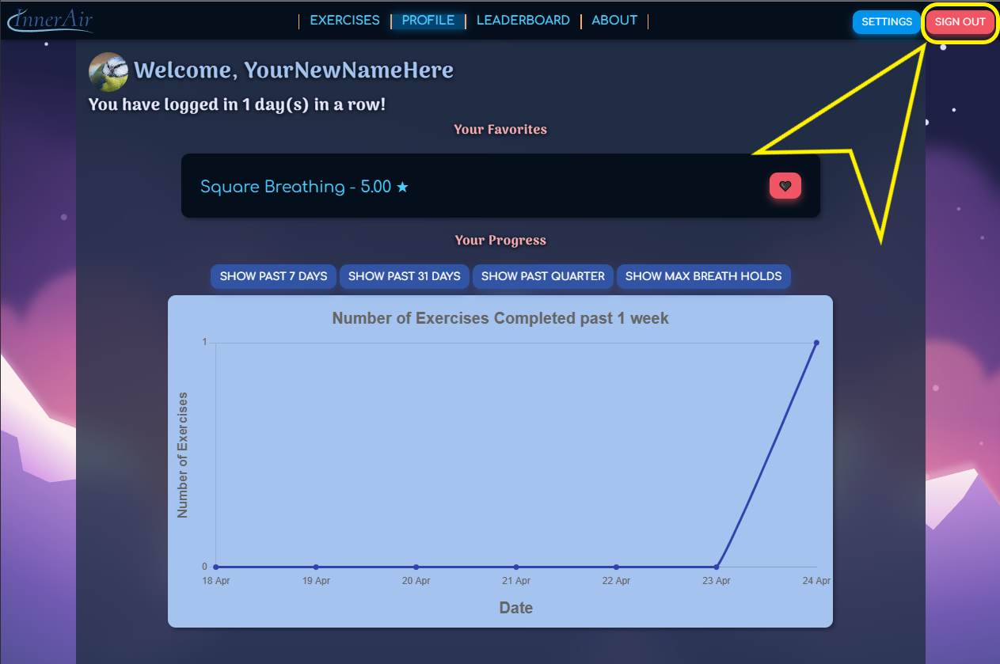 InnerAir
EXERCISES PROFILE LEADERBOARD ABOUT
SETTINGS SIGN OUT
Welcome, YourNewNameHere
You have logged in 1 day(s) in a row!
Your Favorites
Square Breathing - 5.00 ★
Your Progress
SHOW PAST 7 DAYS SHOW PAST 31 DAYS SHOW PAST QUARTER SHOW MAX BREATH HOLDS
Number of Exercises Completed past 1 week
Number of Exercises
1
0
18 Apr 19 Apr 20 Apr 21 Apr 22 Apr 23 Apr 24 Apr
Date